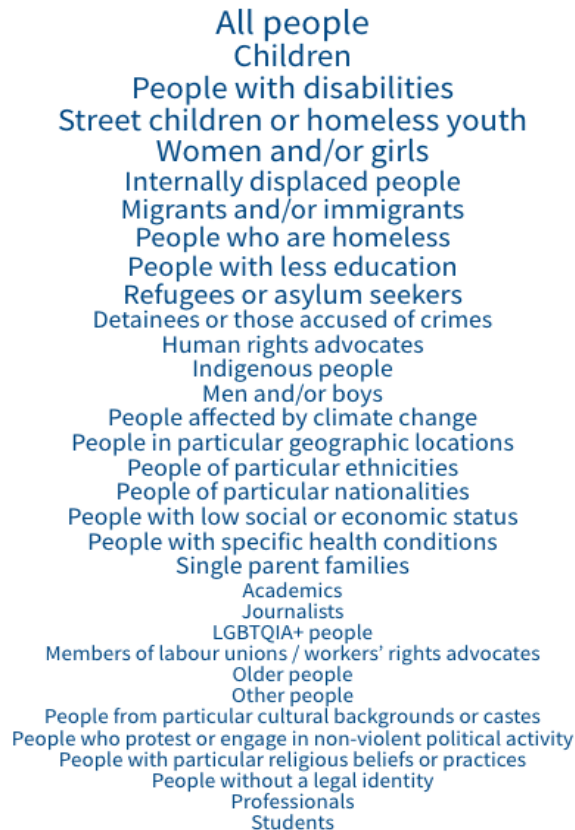 All people
Children
People with disabilities
Street children or homeless youth
Women and/or girls
Internally displaced people
Migrants and/or immigrants
People who are homeless
People with less education
Refugees or asylum seekers
Detainees or those accused of crimes
Human rights advocates
Indigenous people
Men and/or boys
People affected by climate change
People in particular geographic locations
People of particular ethnicities
People of particular nationalities
People with low social or economic status
People with specific health conditions
Single parent families
Academics
Journalists
LGBTQIA+ people
Members of labour unions / workers’ rights advocates
Older people
Other people
People from particular cultural backgrounds or castes
People who protest or engage in non-violent political activity
People with particular religious beliefs or practices
People without a legal identity
Professionals
Students